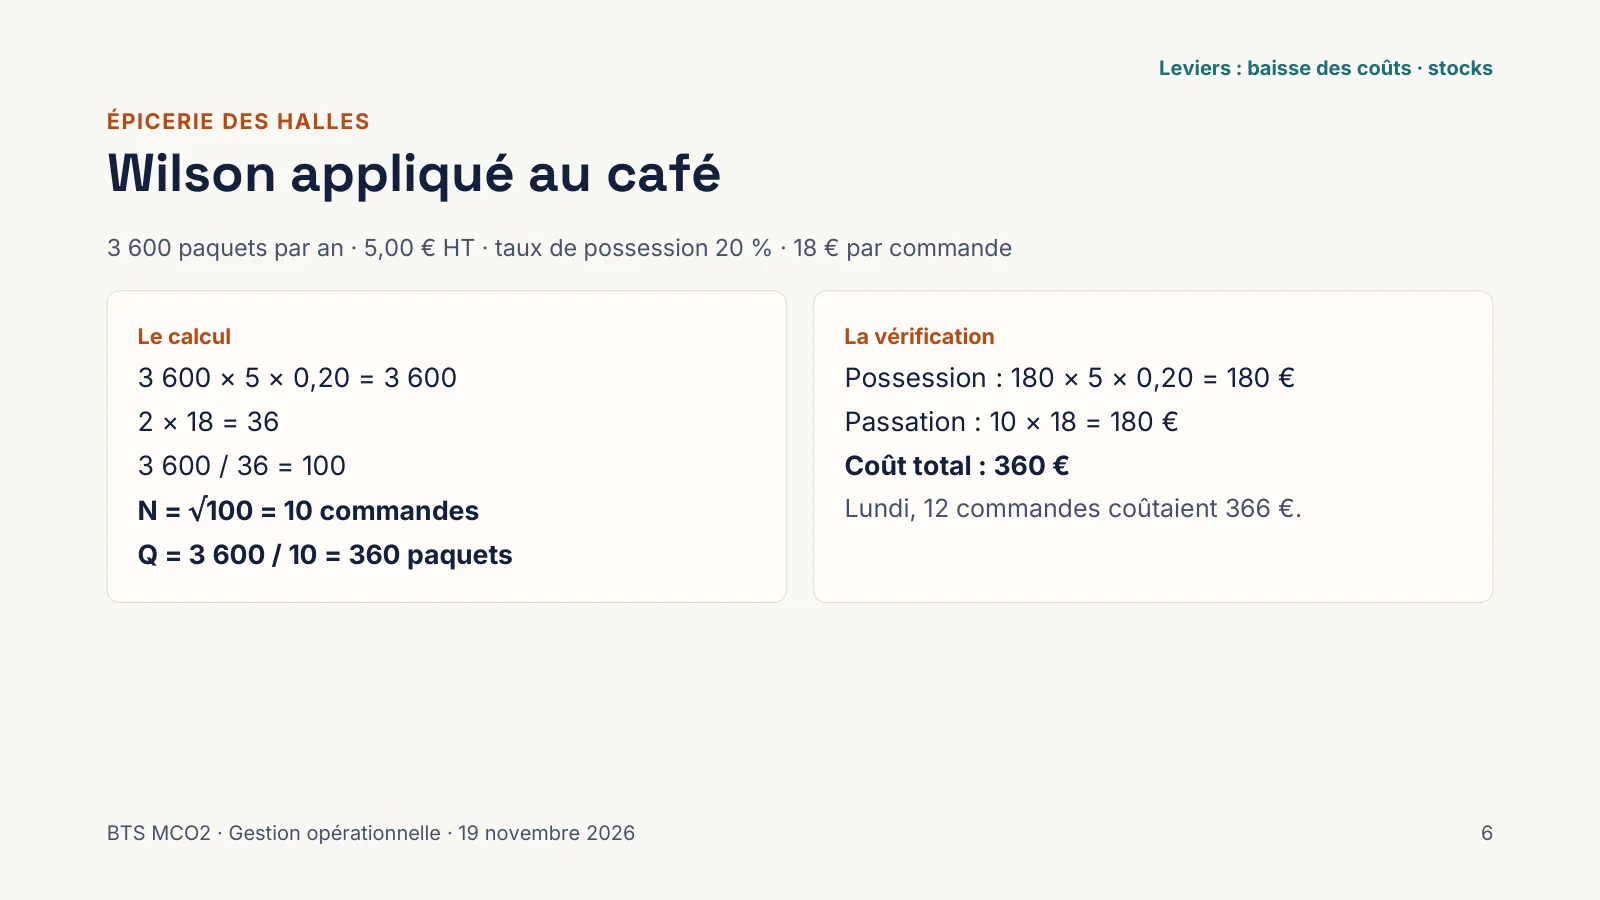 Leviers : baisse des coûts · stocks
ÉPICERIE DES HALLES
Wilson appliqué au café
3 600 paquets par an · 5,00 € HT · taux de possession 20 % · 18 € par commande
Le calcul
3 600 × 5 × 0,20 = 3 600
2 × 18 = 36
3 600 / 36 = 100
N = √100 = 10 commandes
Q = 3 600 / 10 = 360 paquets
La vérification
Possession : 180 × 5 × 0,20 = 180 €
Passation : 10 × 18 = 180 €
Coût total : 360 €
Lundi, 12 commandes coûtaient 366 €.
BTS MCO2 · Gestion opérationnelle · 19 novembre 2026
6